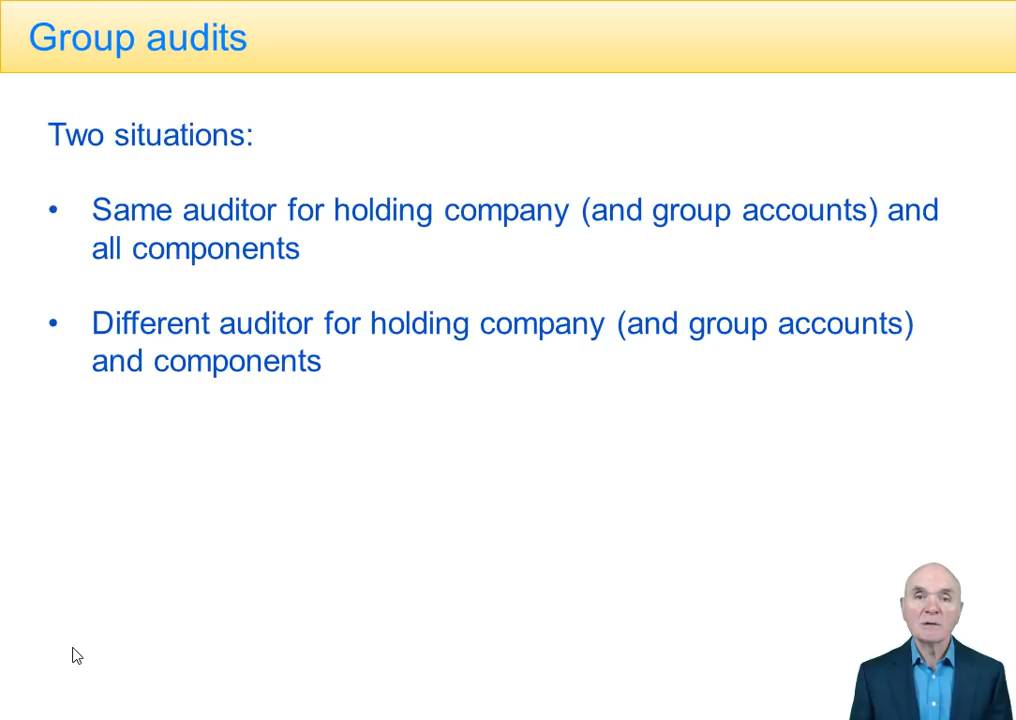 Group audits
Two situations:
• Same auditor for holding company (and group accounts) and
all components
• Different auditor for holding company (and group accounts)
and components